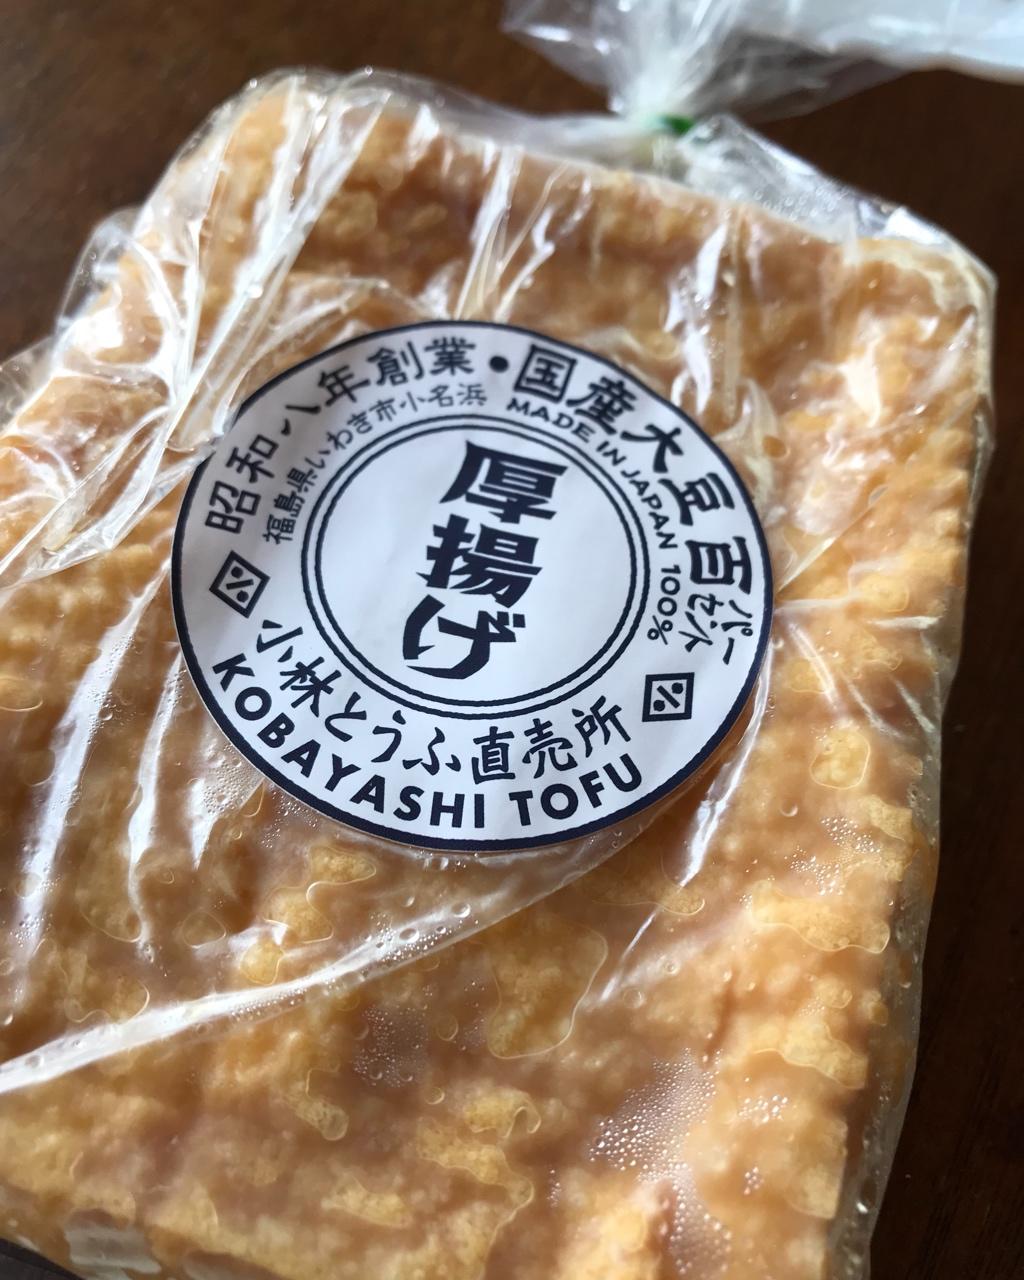 昭和八年創業・国産大豆百パーセント
福島県いわき市小名浜
MADE IN JAPAN 100%
厚揚げ
小林とうふ直売所
KOBAYASHI TOFU